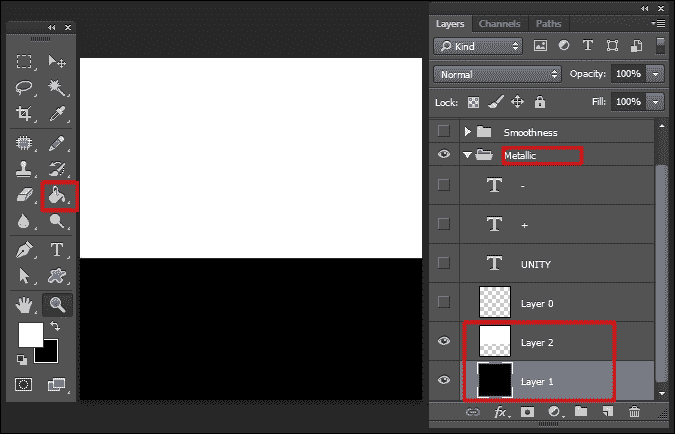 Layers Channels Paths
Kind T
Normal Opacity: 100%
Lock: Fill: 100%
Smoothness
Metallic
T -
T +
T UNITY
Layer 0
T
Layer 2
Layer 1
fx